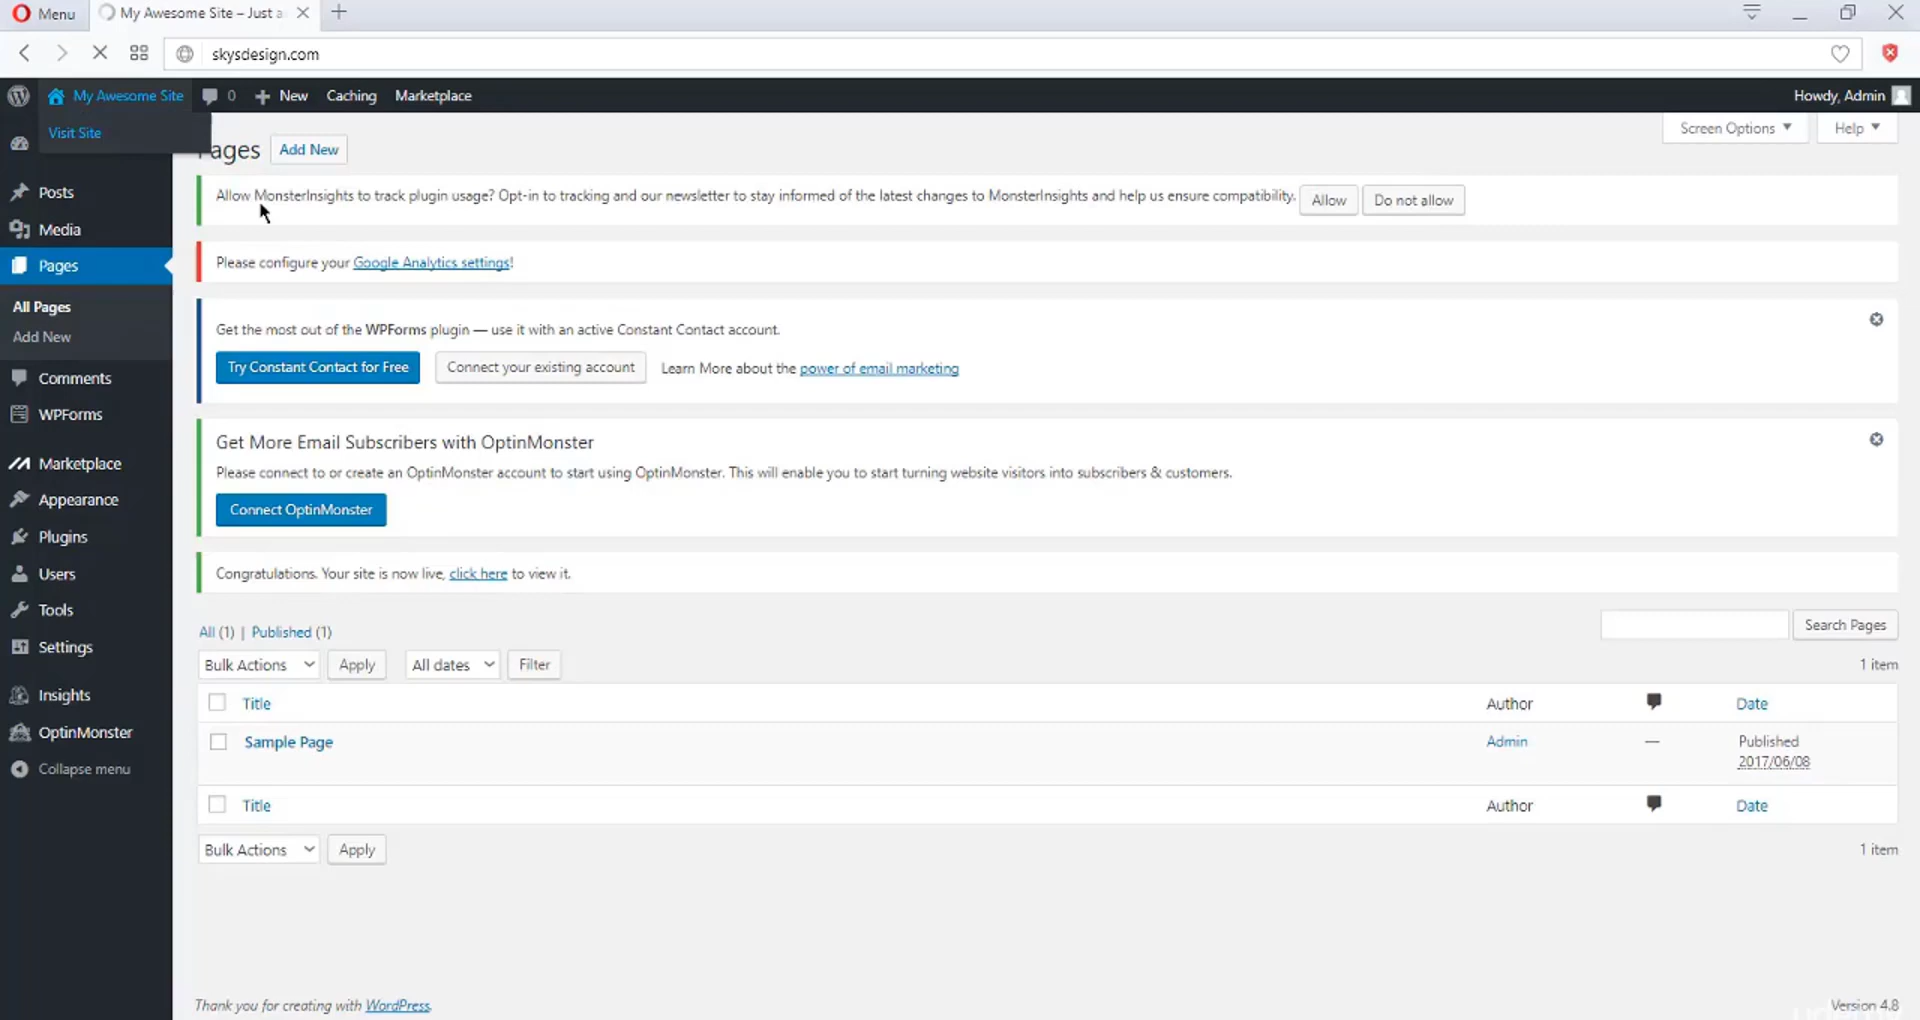 Menu
My Awesome Site – Just a
skysdesign.com
My Awesome Site 0 New Caching Marketplace Howdy, Admin
Visit Site
Screen Options Help
ages Add New
Posts
Allow MonsterInsights to track plugin usage? Opt-in to tracking and our newsletter to stay informed of the latest changes to MonsterInsights and help us ensure compatibility. Allow Do not allow
Media
Pages
Please configure your Google Analytics settings!
All Pages
Add New
Get the most out of the WPForms plugin — use it with an active Constant Contact account.
Try Constant Contact for Free Connect your existing account Learn More about the power of email marketing
Comments
WPForms
Get More Email Subscribers with OptinMonster
Marketplace
Please connect to or create an OptinMonster account to start using OptinMonster. This will enable you to start turning website visitors into subscribers & customers.
Appearance
Connect OptinMonster
Plugins
Users
Congratulations. Your site is now live, click here to view it.
Tools
All (1) | Published (1)
Search Pages
Settings
Bulk Actions Apply All dates Filter 1 item
Insights
Title Author Date
OptinMonster
Sample Page Admin — Published
2017/06/08
Collapse menu
Title Author Date
Bulk Actions Apply 1 item
Thank you for creating with WordPress. Version 4.8